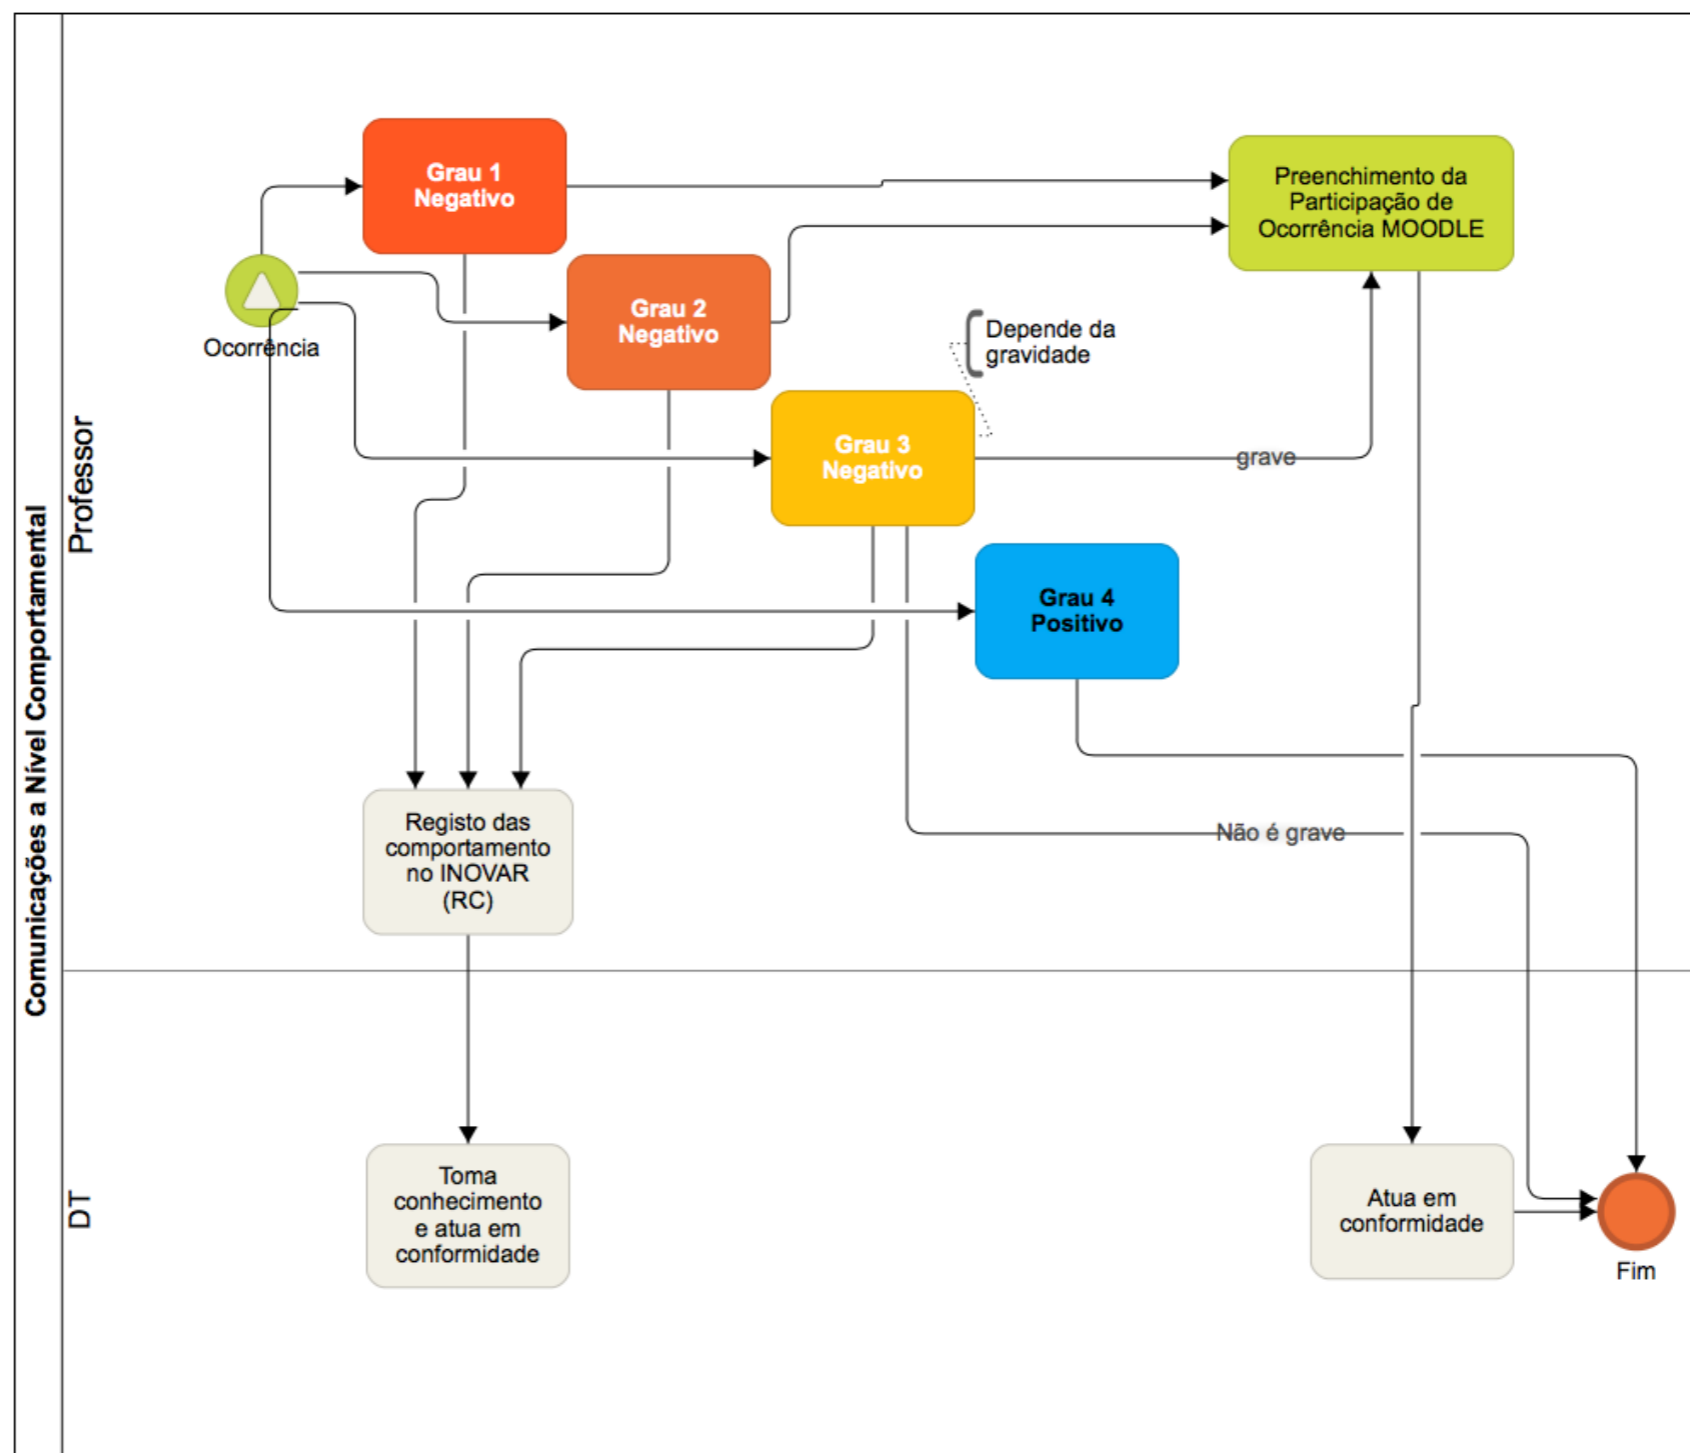 Comunicações a Nível Comportamental
Professor
Grau 1
Negativo
Preenchimento da
Participação de
Ocorrência MOODLE
Grau 2
Negativo
Ocorrência
Depende da
gravidade
Grau 3
Negativo
grave
Grau 4
Positivo
Registo das
comportamento
no INOVAR
(RC)
Não é grave
DT
Toma
conhecimento
e atua em
conformidade
Atua em
conformidade
Fim